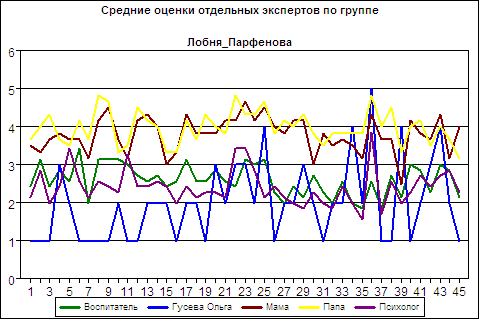 Средние оценки отдельных экспертов по группе
Лобня_Парфенова
6
5
4
3
2
1
0
1 3 5 7 9 11 13 15 17 19 21 23 25 27 29 31 33 35 37 39 41 43 45
Воспитатель Гусева Ольга Мама Папа Психолог